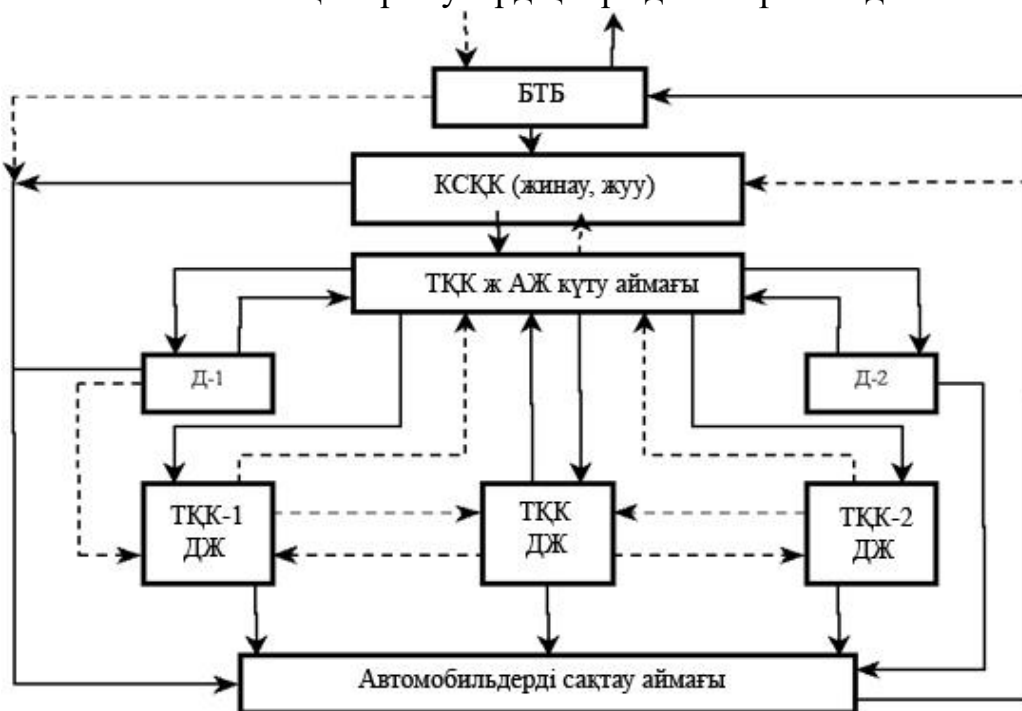 БТБ
КСҚК (жинау, жуу)
ТҚК ж АЖ күту аймағы
Д-1
Д-2
ТҚК-1
ДЖ
ТҚК
ДЖ
ТҚК-2
ДЖ
Автомобильдерді сақтау аймағы